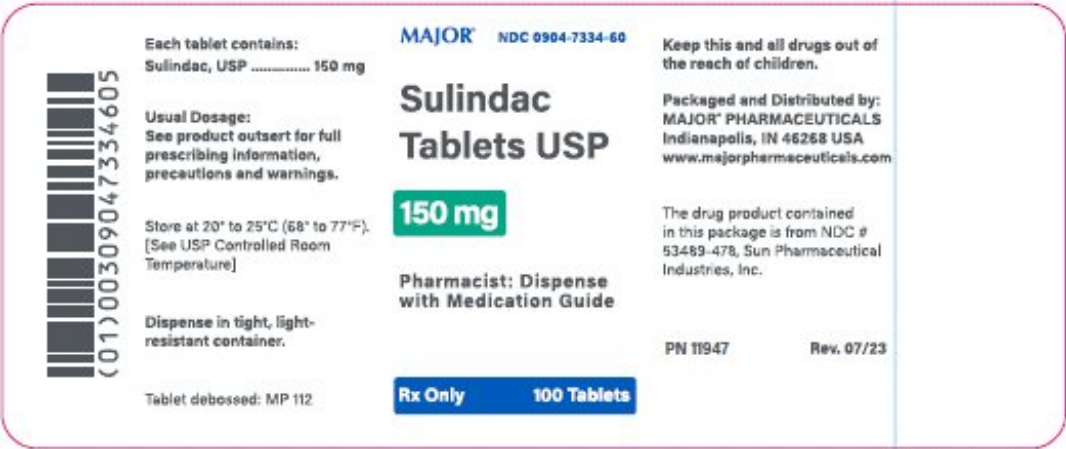 (01)00309047334605
Each tablet contains:
Sulindac, USP .............. 150 mg
Usual Dosage:
See product outsert for full
prescribing information,
precautions and warnings.
Store at 20° to 25°C (68° to 77°F).
[See USP Controlled Room
Temperature]
Dispense in tight, light-
resistant container.
Tablet debossed: MP 112
MAJOR® NDC 0904-7334-60
Sulindac
Tablets USP
150 mg
Pharmacist: Dispense
with Medication Guide
Rx Only 100 Tablets
Keep this and all drugs out of
the reach of children.
Packaged and Distributed by:
MAJOR® PHARMACEUTICALS
Indianapolis, IN 46268 USA
www.majorpharmaceuticals.com
The drug product contained
in this package is from NDC #
53489-478, Sun Pharmaceutical
Industries, Inc.
PN 11947 Rev. 07/23